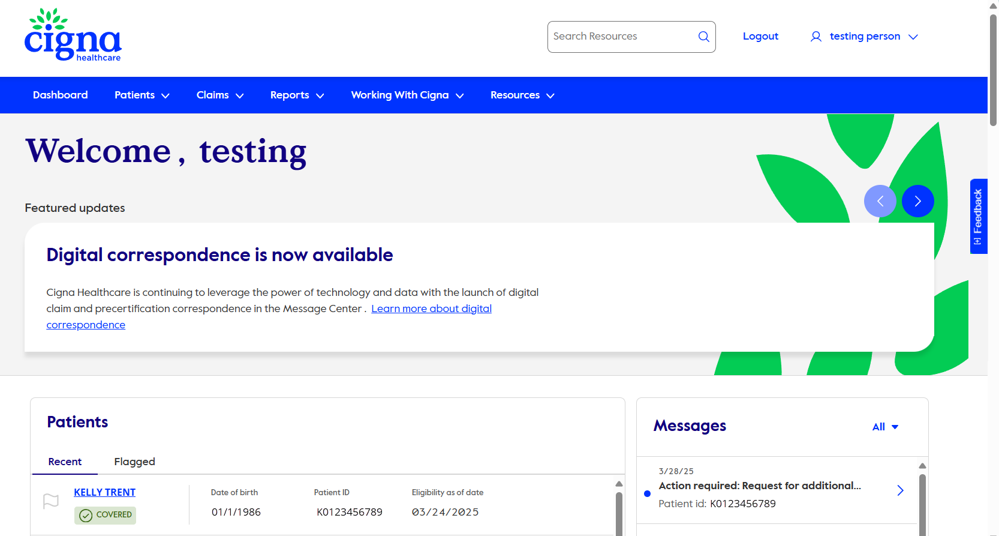 cigna
healthcare
Search Resources
Logout
testing person
Dashboard
Patients
Claims
Reports
Working With Cigna
Resources
Welcome , testing
[+] Feedback
Featured updates
Digital correspondence is now available
Cigna Healthcare is continuing to leverage the power of technology and data with the launch of digital
claim and precertification correspondence in the Message Center . Learn more about digital
correspondence
Patients
Recent
Flagged
KELLY TRENT
COVERED
Date of birth
01/1/1986
Patient ID
K0123456789
Eligibility as of date
03/24/2025
Messages
All
3/28/25
Action required: Request for additional...
Patient id: K0123456789